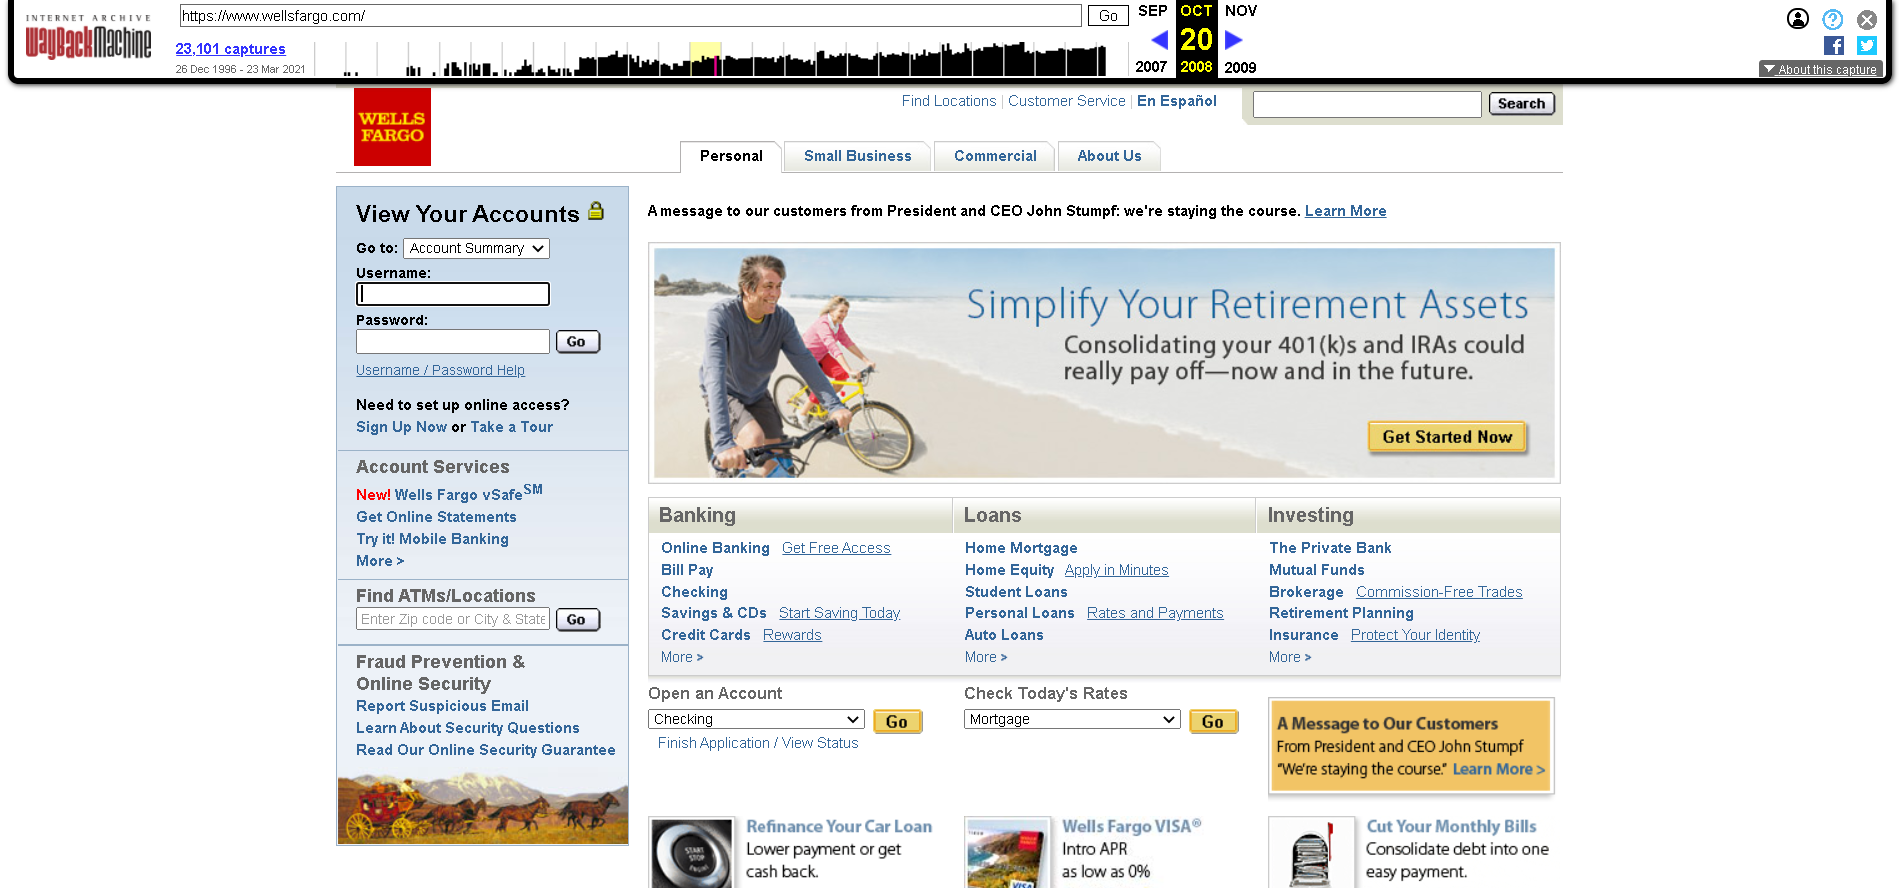 INTERNET ARCHIVE
WayBackMachine
https://www.wellsfargo.com/
Go
SEP OCT NOV
23,101 captures
20
26 Dec 1996 - 23 Mar 2021
2007 2008 2009
About this capture
WELLS
FARGO
Find Locations | Customer Service | En Español
Search
Personal
Small Business
Commercial
About Us
View Your Accounts
Go to: Account Summary
Username:
Password:
Go
Username / Password Help
Need to set up online access?
Sign Up Now or Take a Tour
Account Services
New! Wells Fargo vSafeSM
Get Online Statements
Try it! Mobile Banking
More >
Find ATMs/Locations
Enter Zip code or City & State
Go
Fraud Prevention &
Online Security
Report Suspicious Email
Learn About Security Questions
Read Our Online Security Guarantee
A message to our customers from President and CEO John Stumpf: we're staying the course. Learn More
Simplify Your Retirement Assets
Consolidating your 401(k)s and IRAs could
really pay off—now and in the future.
Get Started Now
Banking
Online Banking Get Free Access
Bill Pay
Checking
Savings & CDs Start Saving Today
Credit Cards Rewards
More >
Loans
Home Mortgage
Home Equity Apply in Minutes
Student Loans
Personal Loans Rates and Payments
Auto Loans
More >
Investing
The Private Bank
Mutual Funds
Brokerage Commission-Free Trades
Retirement Planning
Insurance Protect Your Identity
More >
Open an Account
Checking
Go
Finish Application / View Status
Check Today's Rates
Mortgage
Go
A Message to Our Customers
From President and CEO John Stumpf
"We're staying the course." Learn More >
START
STOP
ENGINE
Refinance Your Car Loan
Lower payment or get
cash back.
VISA
Wells Fargo VISA®
Intro APR
as low as 0%
Cut Your Monthly Bills
Consolidate debt into one
easy payment.